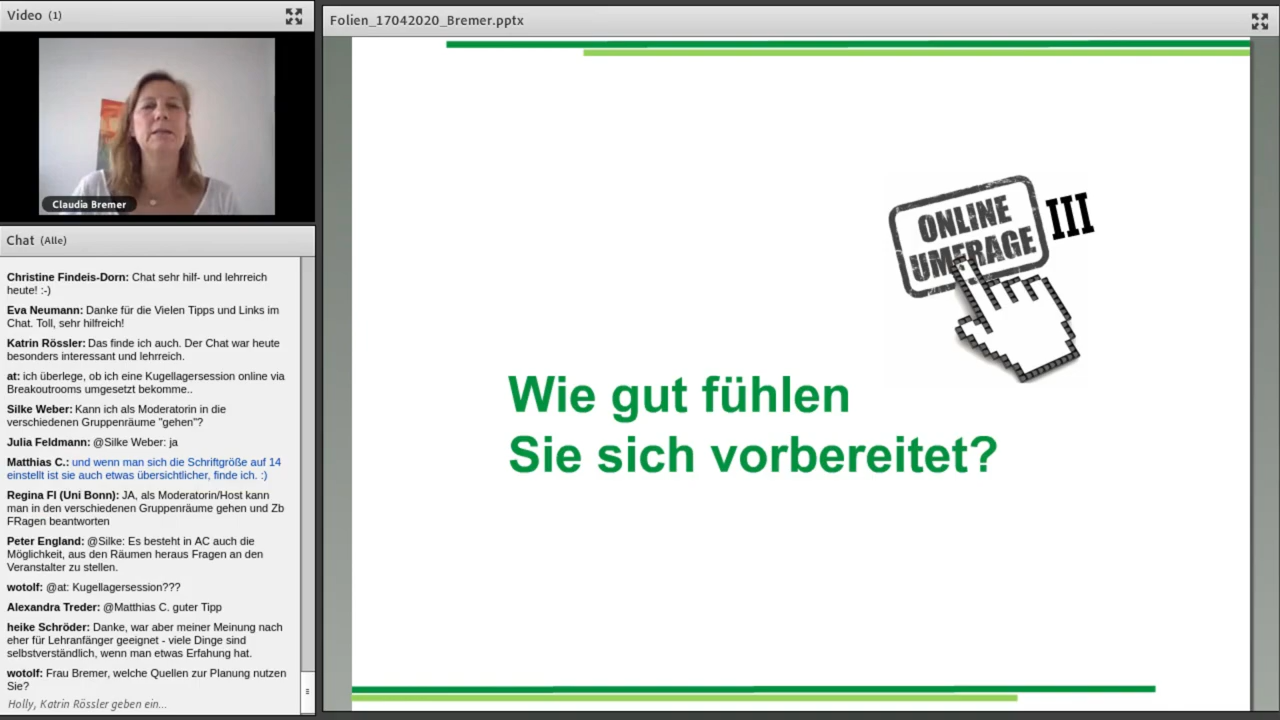 Video (1)
Claudia Bremer
Chat (Alle)
Christine Findeis-Dorn: Chat sehr hilf- und lehrreich
heute! :-)
Eva Neumann: Danke für die Vielen Tipps und Links im
Chat. Toll, sehr hilfreich!
Katrin Rössler: Das finde ich auch. Der Chat war heute
besonders interessant und lehrreich.
at: ich überlege, ob ich eine Kugellagersession online via
Breakoutrooms umgesetzt bekomme..
Silke Weber: Kann ich als Moderatorin in die
verschiedenen Gruppenräume "gehen"?
Julia Feldmann: @Silke Weber: ja
Matthias C.: und wenn man sich die Schriftgröße auf 14
einstellt ist sie auch etwas übersichtlicher, finde ich. :)
Regina Fl (Uni Bonn): JA, als Moderatorin/Host kann
man in den verschiedenen Gruppenräume gehen und Zb
FRagen beantworten
Peter England: @Silke: Es besteht in AC auch die
Möglichkeit, aus den Räumen heraus Fragen an den
Veranstalter zu stellen.
wotolf: @at: Kugellagersession???
Alexandra Treder: @Matthias C. guter Tipp
heike Schröder: Danke, war aber meiner Meinung nach
eher für Lehranfänger geeignet - viele Dinge sind
selbstverständlich, wenn man etwas Erfahung hat.
wotolf: Frau Bremer, welche Quellen zur Planung nutzen
Sie?
Holly, Katrin Rössler geben ein...
Folien_17042020_Bremer.pptx
ONLINE
UMFRAGE
III
Wie gut fühlen
Sie sich vorbereitet?